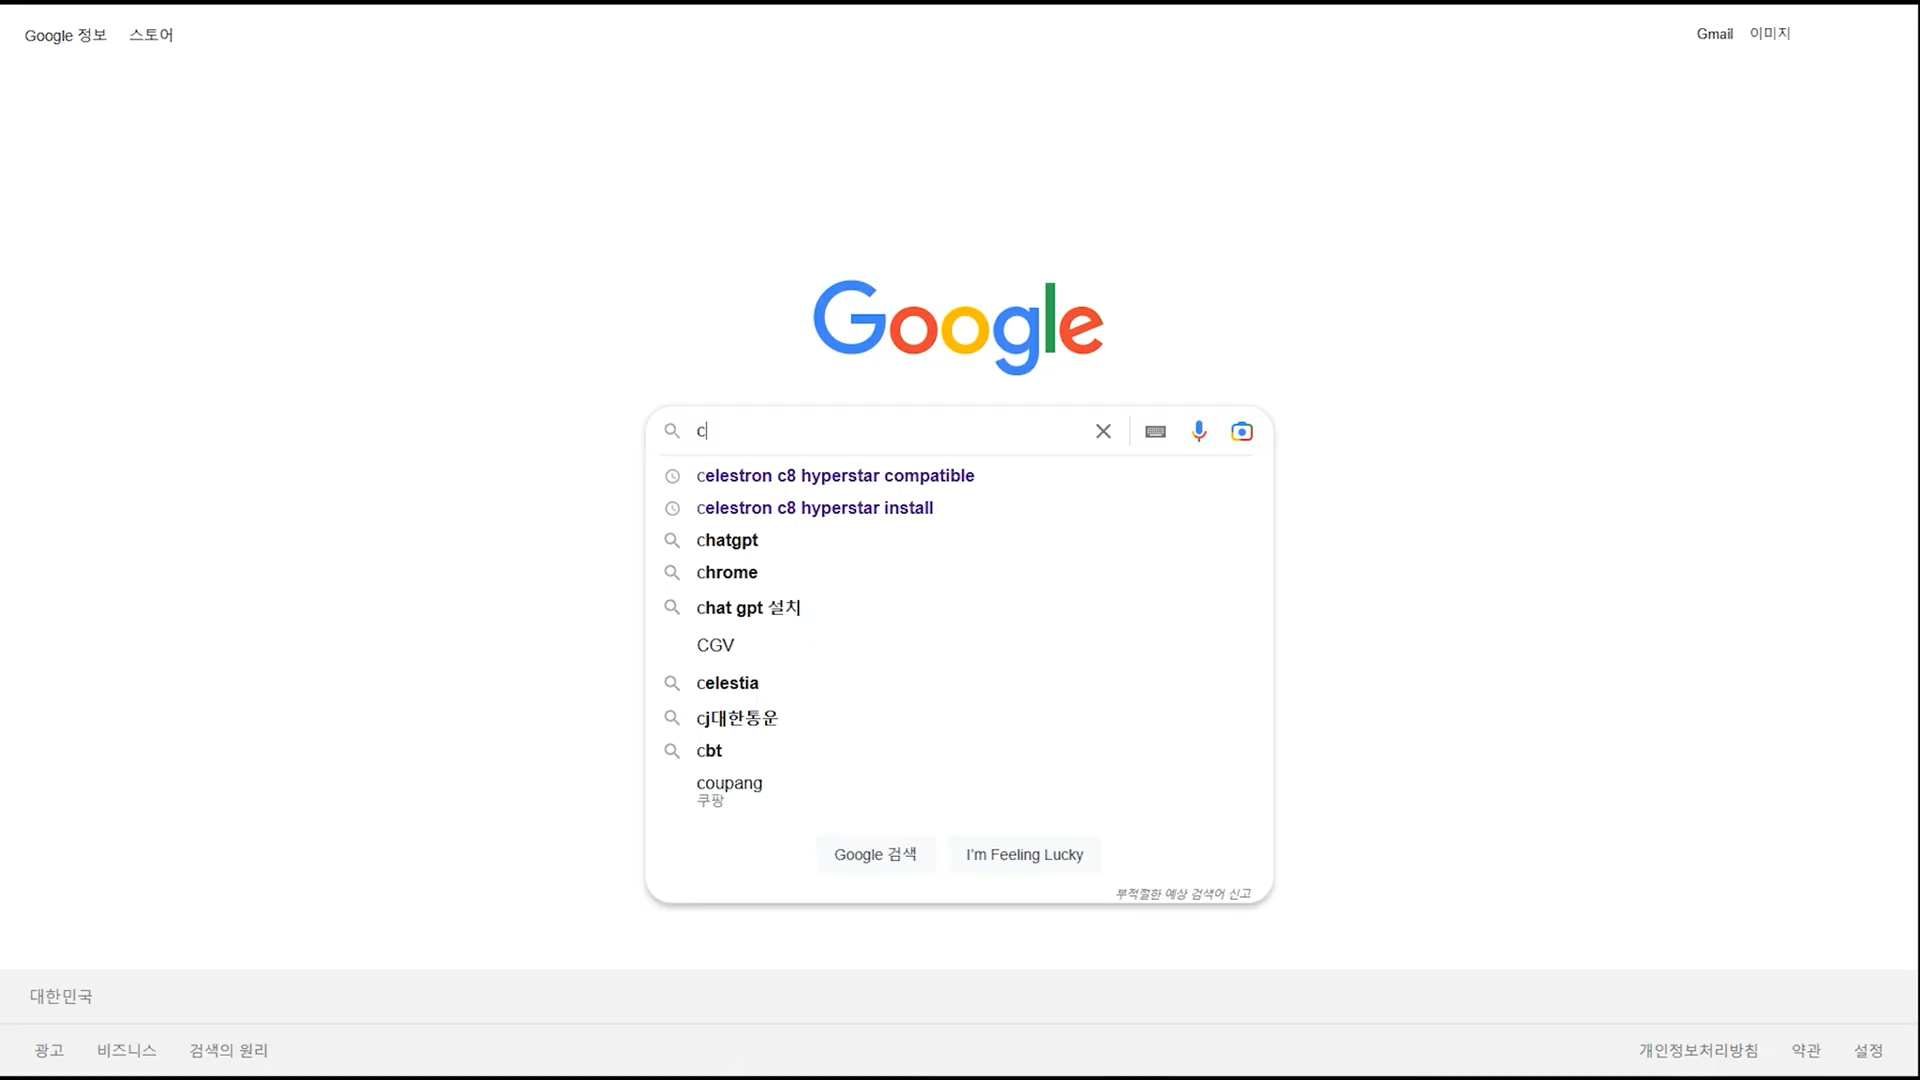 Google 정보 스토어
Gmail 이미지
Google
c
celestron c8 hyperstar compatible
celestron c8 hyperstar install
chatgpt
chrome
chat gpt 설치
CGV
celestia
cj대한통운
cbt
coupang
쿠팡
Google 검색 I'm Feeling Lucky
부적절한 예상 검색어 신고
대한민국
광고 비즈니스 검색의 원리 개인정보처리방침 약관 설정